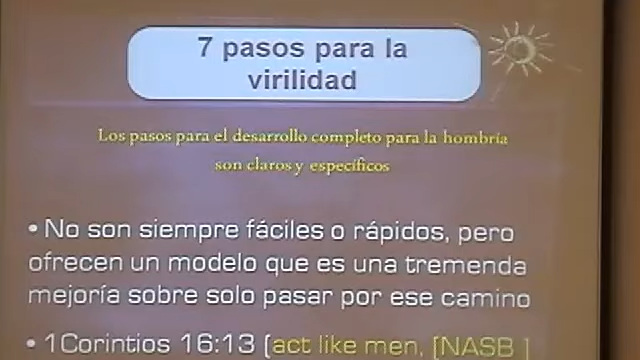 7 pasos para la
virilidad
Los pasos para el desarrollo completo para la hombría
son claros y específicos
• No son siempre fáciles o rápidos, pero
ofrecen un modelo que es una tremenda
mejoría sobre solo pasar por ese camino
• 1Corintios 16:13 (act like men, [NASB ]